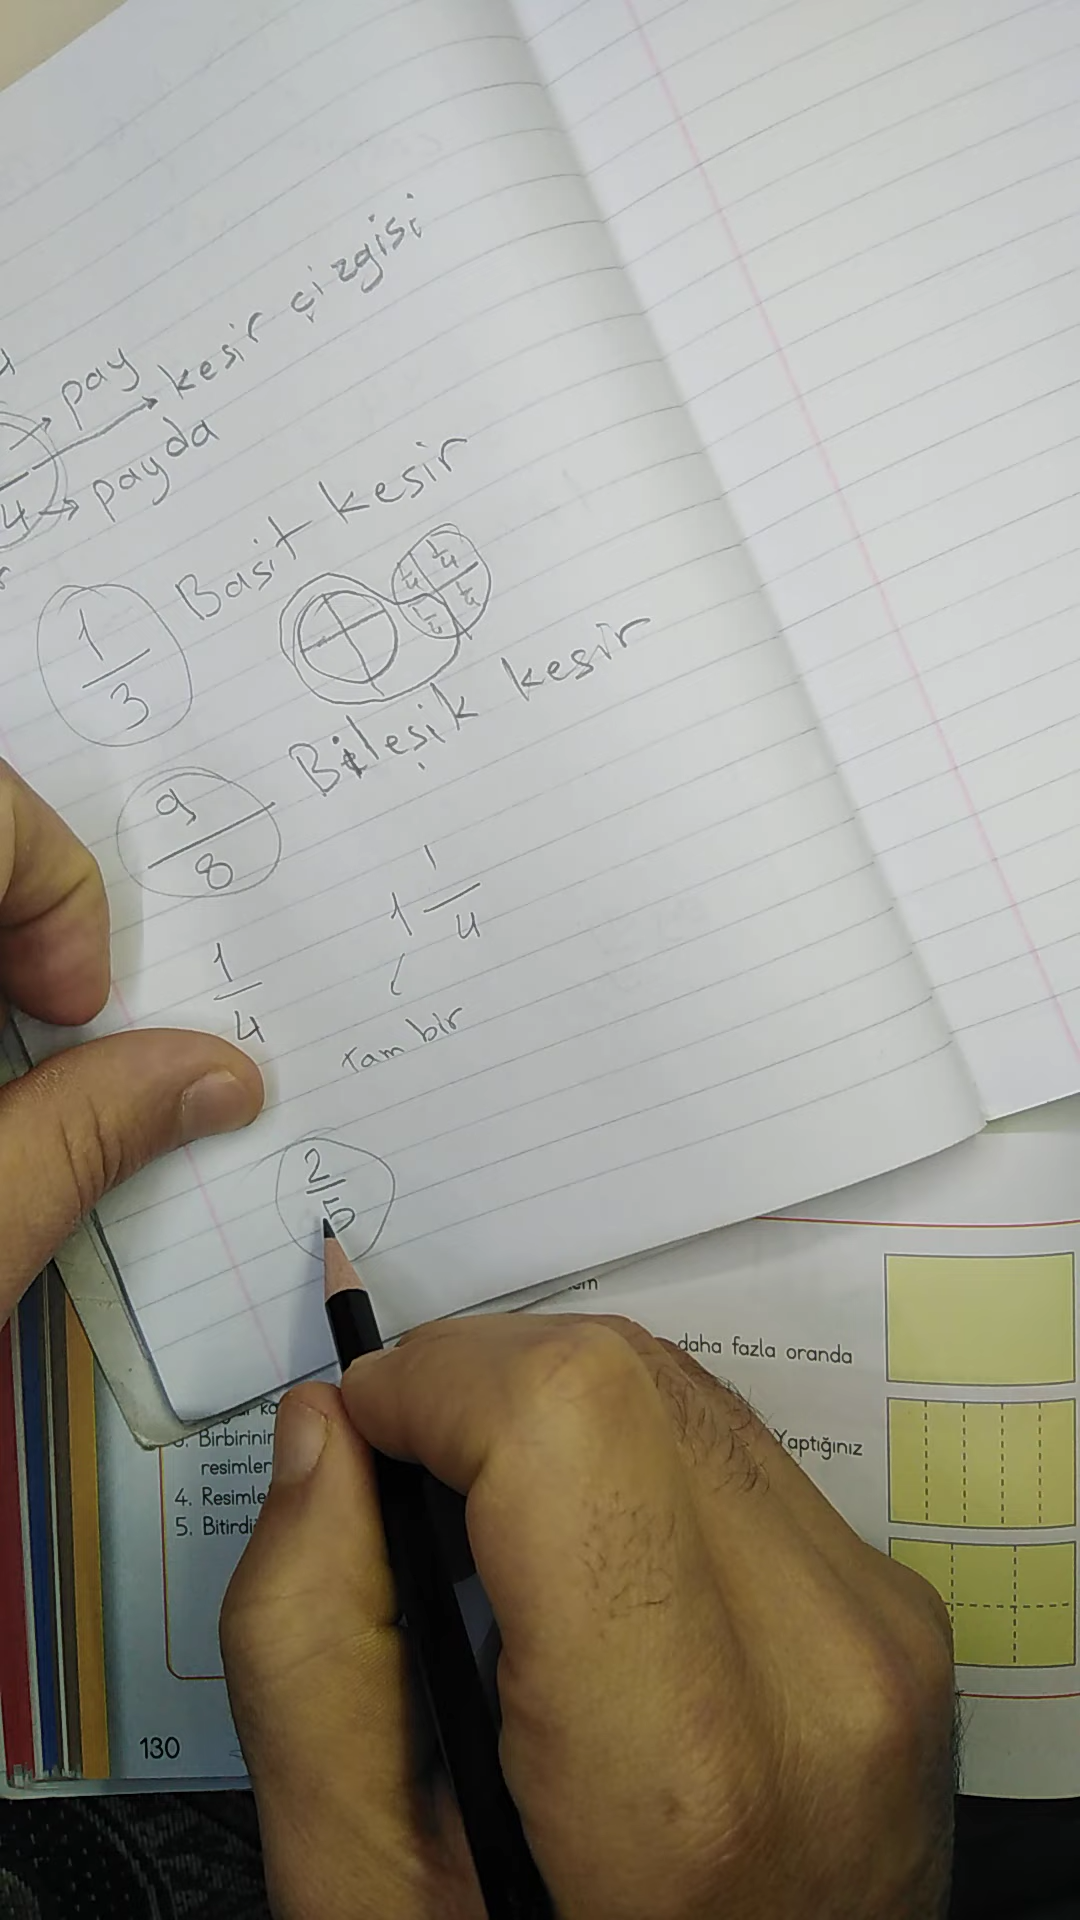 pay
kesir çizgisi
4 payda
1/3 Basit kesir
1/4 1/4
1/4 1/4
9/8 Bileşik kesir
1/4 1 1/4
Tam bir
2/5
daha fazla oranda
Birbirinin
Yaptığınız
resimler
4. Resimle
5. Bitirdi
130